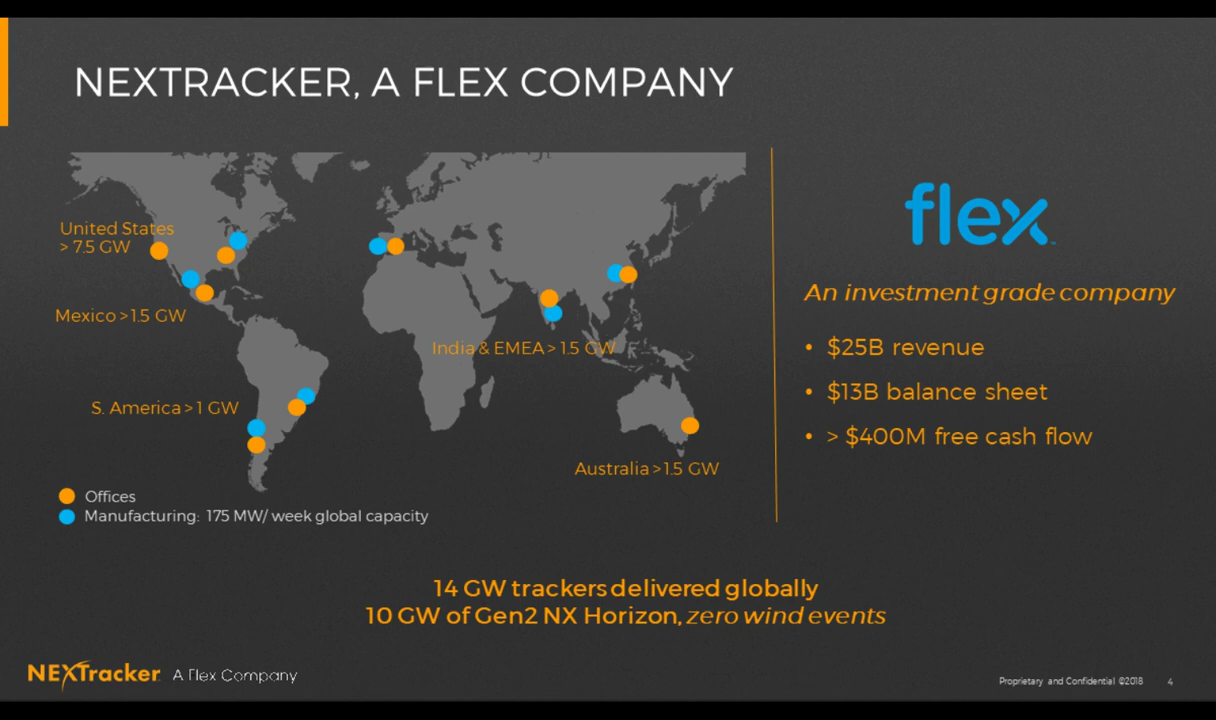 NEXTRACKER, A FLEX COMPANY
United States
> 7.5 GW
Mexico > 1.5 GW
India & EMEA > 1.5 GW
S. America > 1 GW
Australia > 1.5 GW
Offices
Manufacturing: 175 MW/ week global capacity
flex
An investment grade company
• $25B revenue
• $13B balance sheet
• > $400M free cash flow
14 GW trackers delivered globally
10 GW of Gen2 NX Horizon, zero wind events
NEXTracker A Flex Company
Proprietary and Confidential ©2018 4